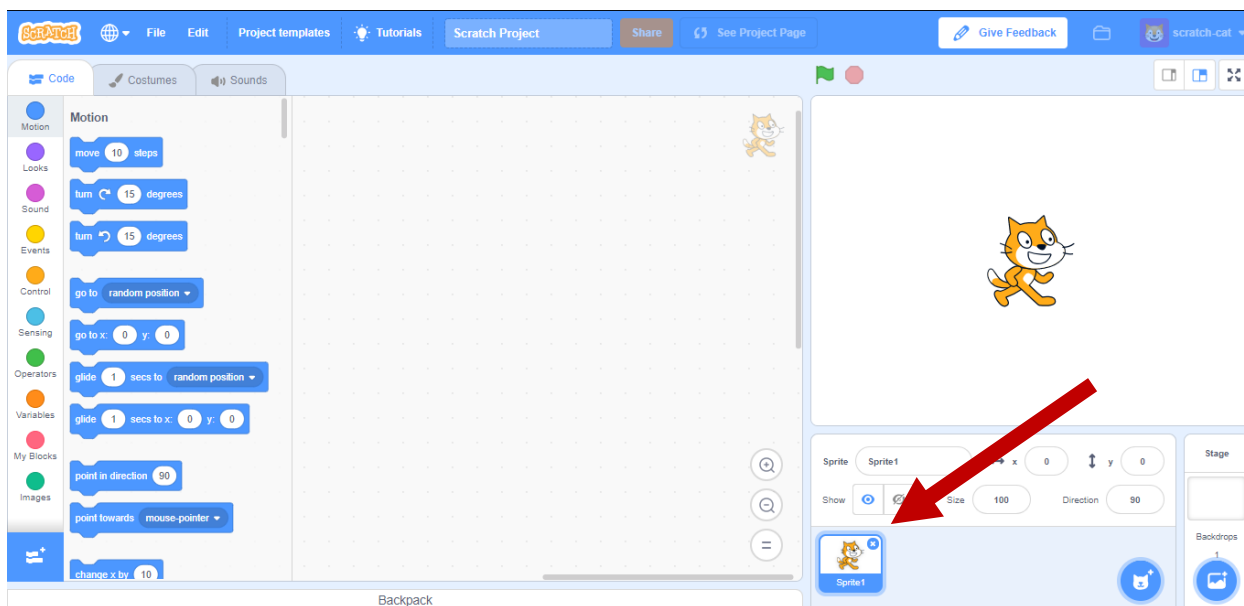 SCRATCH File Edit Project templates Tutorials Scratch Project Share See Project Page Give Feedback scratch-cat
Code Costumes Sounds
Motion
Looks
Sound
Events
Control
Sensing
Operators
Variables
My Blocks
Images
Motion
move 10 steps
turn 15 degrees
turn 15 degrees
go to random position
go to x: 0 y: 0
glide 1 secs to random position
glide 1 secs to x: 0 y: 0
point in direction 90
point towards mouse-pointer
change x by 10
Backpack
Sprite Sprite1 x 0 y 0
Show Size 100 Direction 90
Sprite1
Stage
Backdrops
1